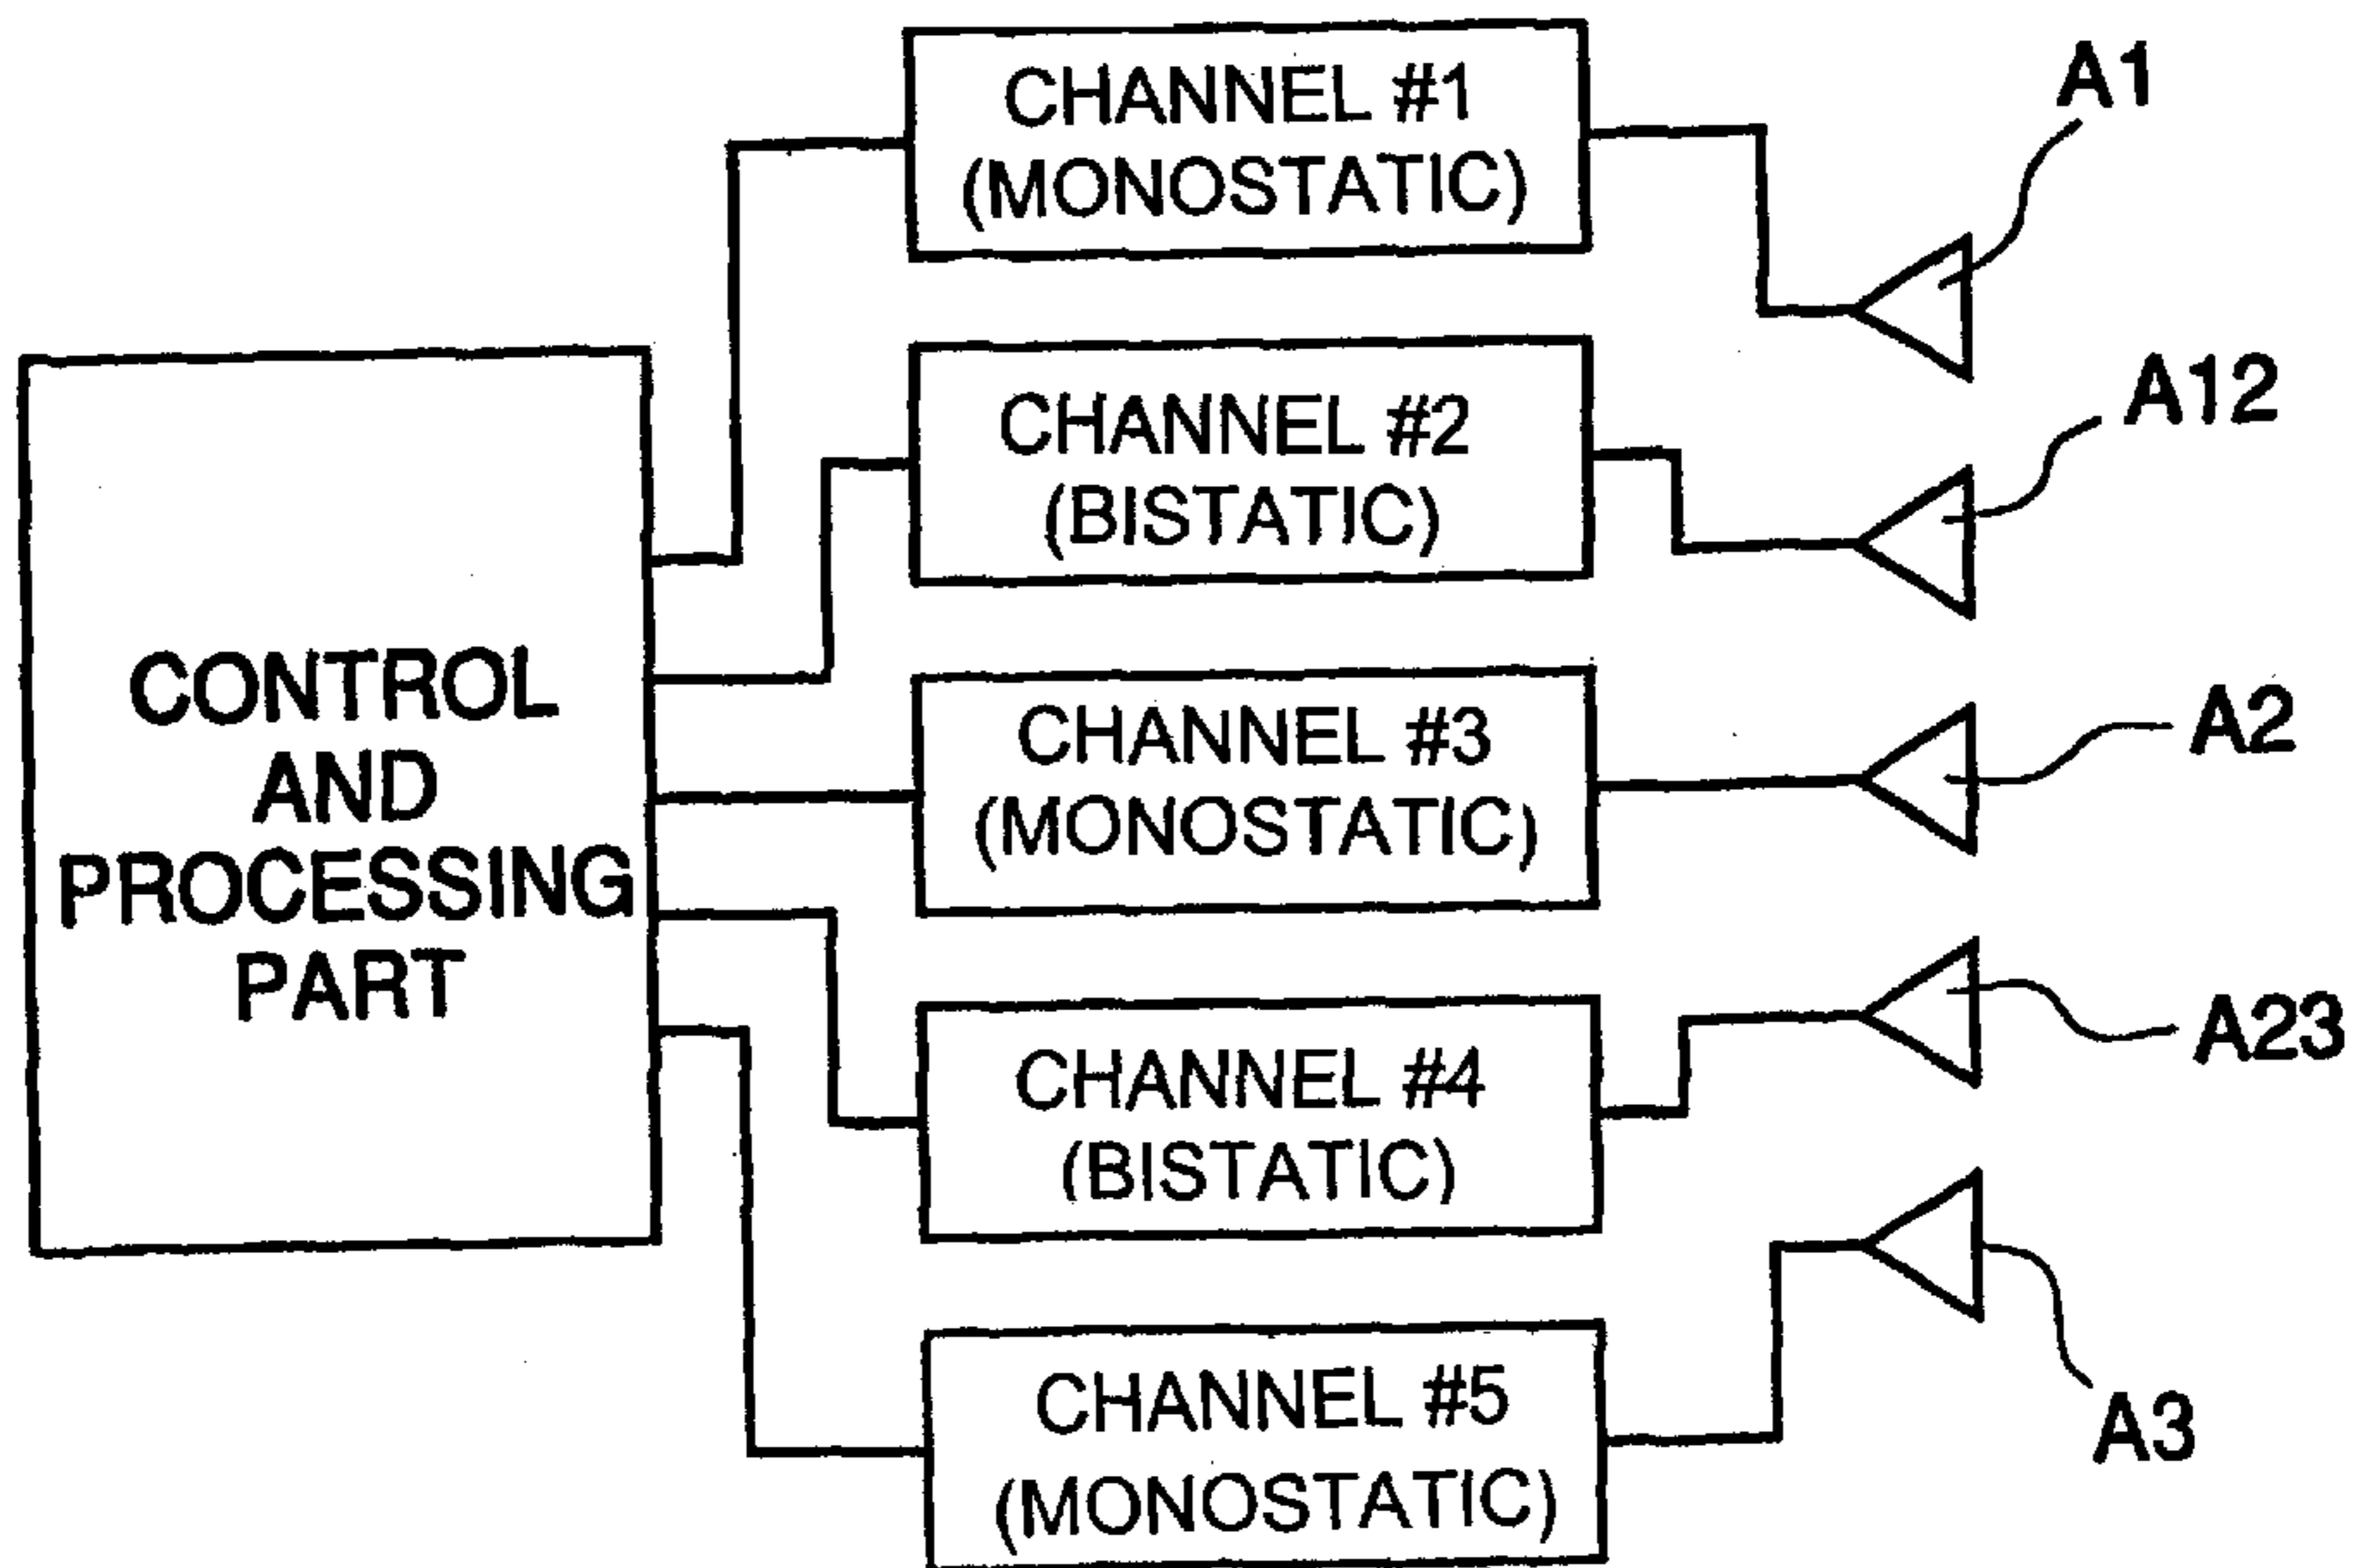 CHANNEL #1
(MONOSTATIC)
A1
CHANNEL #2
(BISTATIC)
A12
CONTROL
AND
PROCESSING
PART
CHANNEL #3
(MONOSTATIC)
A2
CHANNEL #4
(BISTATIC)
A23
CHANNEL #5
(MONOSTATIC)
A3